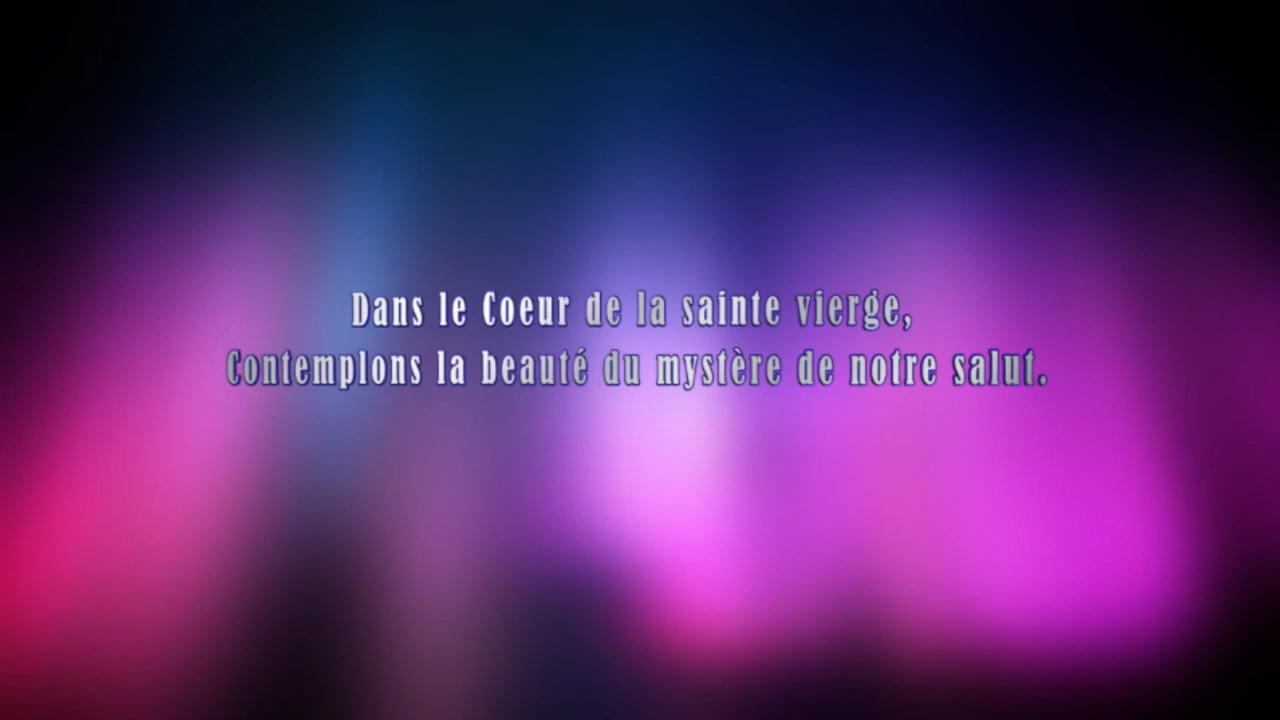 Dans le Coeur de la sainte vierge,
Contemplons la beauté du mystère de notre salut.